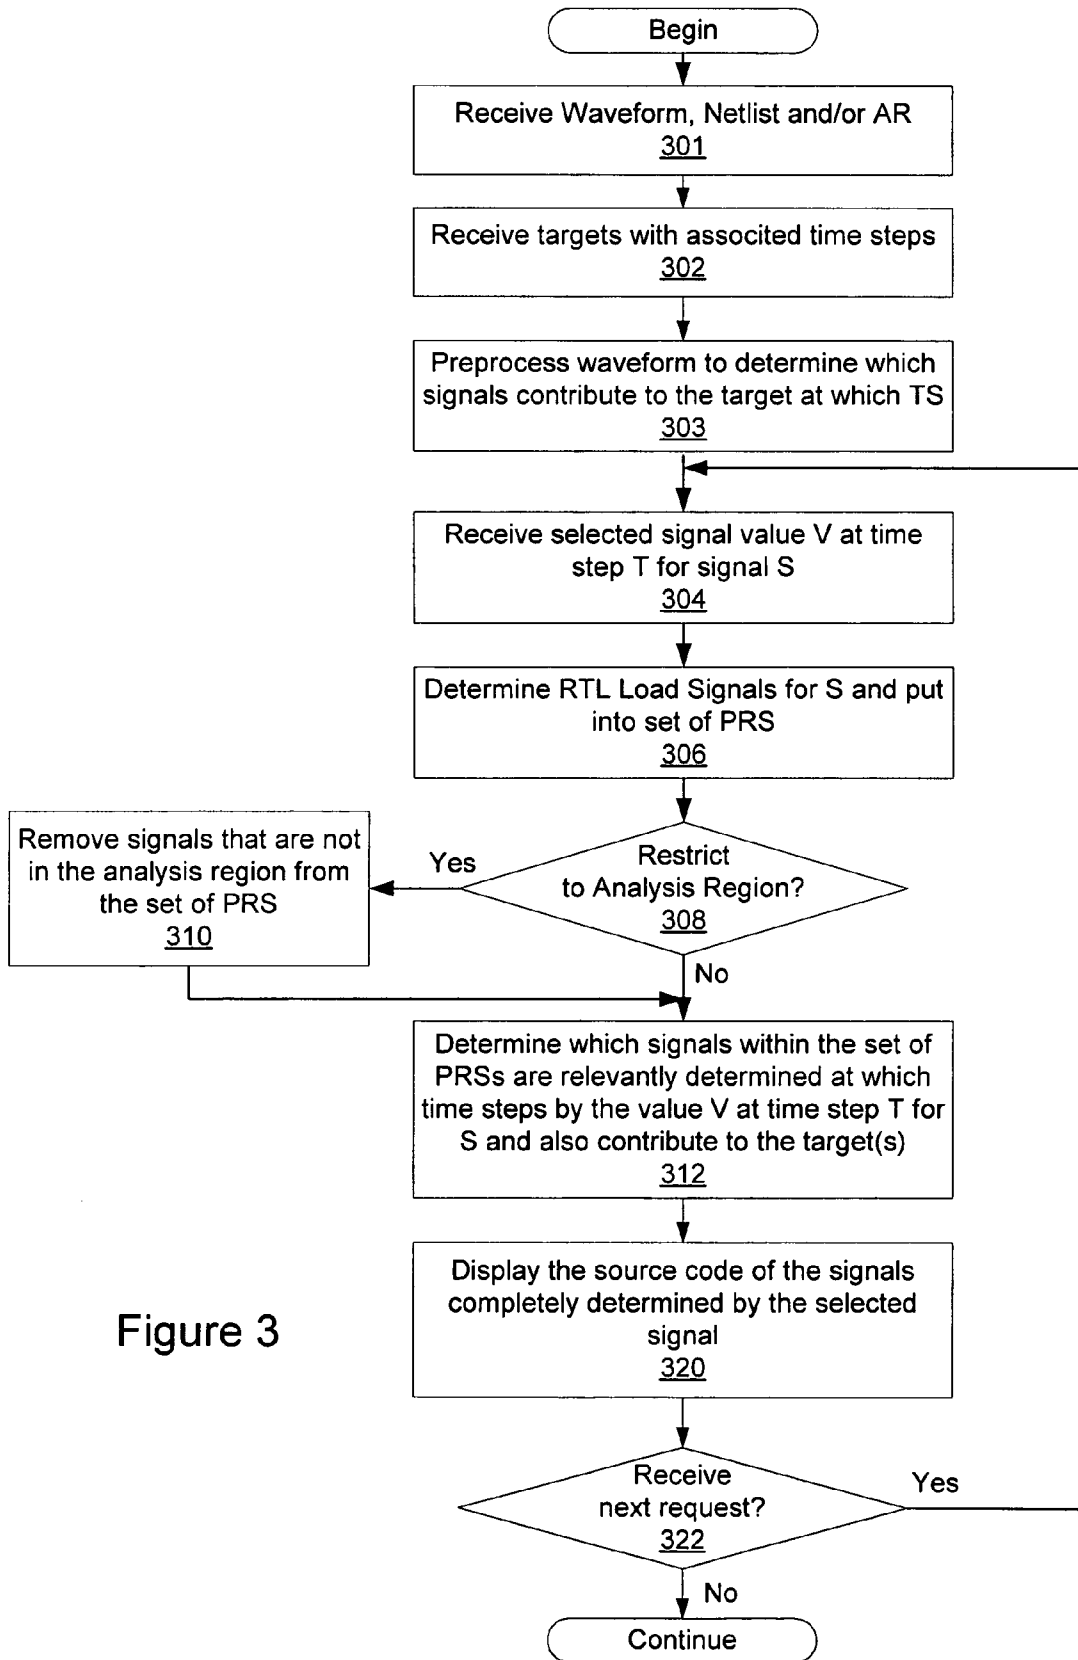 Begin
Receive Waveform, Netlist and/or AR
301
Receive targets with associted time steps
302
Preprocess waveform to determine which
signals contribute to the target at which TS
303
Receive selected signal value V at time
step T for signal S
304
Determine RTL Load Signals for S and put
into set of PRS
306
Restrict
to Analysis Region?
308
Yes
Remove signals that are not
in the analysis region from
the set of PRS
310
No
Determine which signals within the set of
PRSs are relevantly determined at which
time steps by the value V at time step T for
S and also contribute to the target(s)
312
Display the source code of the signals
completely determined by the selected
signal
320
Figure 3
Receive
next request?
322
Yes
No
Continue